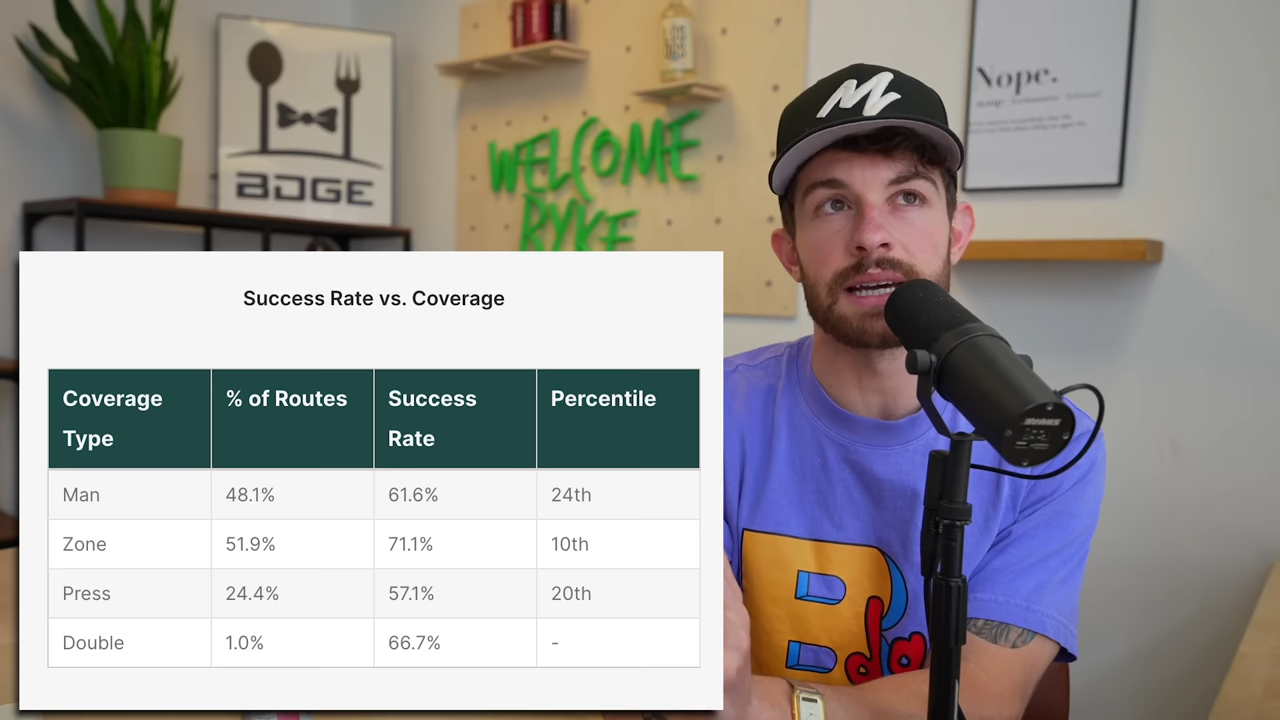 BDGE
WELCOME
RYKE
Nope.
M
Success Rate vs. Coverage
Coverage Type | % of Routes | Success Rate | Percentile
Man | 48.1% | 61.6% | 24th
Zone | 51.9% | 71.1% | 10th
Press | 24.4% | 57.1% | 20th
Double | 1.0% | 66.7% | -
B
da